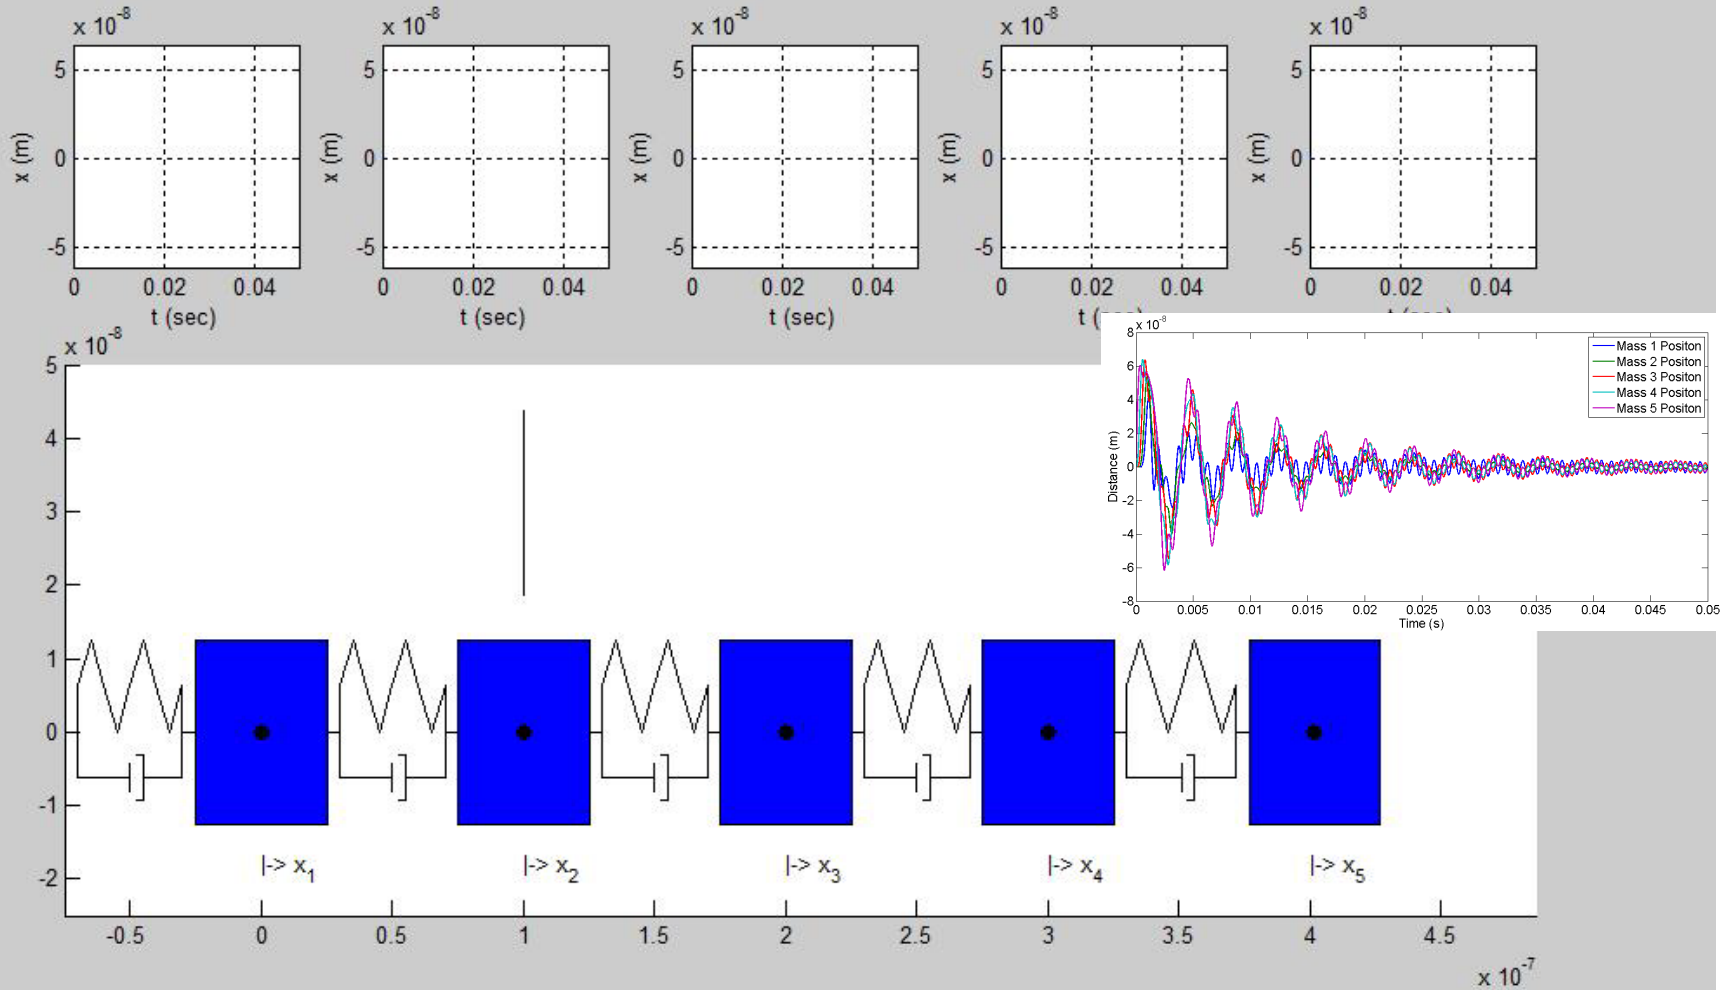 x 10-8 x 10-8 x 10-8 x 10-8 x 10-8
5 5 5 5 5
x (m) x (m) x (m) x (m) x (m)
0 0 0 0 0
-5 -5 -5 -5 -5
0 0.02 0.04 0 0.02 0.04 0 0.02 0.04 0 0.02 0.04 0 0.02 0.04
t (sec) t (sec) t (sec)
x 10-8
5
4
3
2
1
0
-1
-2
|-> x1 |-> x2 |-> x3 |-> x4 |-> x5
-0.5 0 0.5 1 1.5 2 2.5 3 3.5 4 4.5
x 10-7
x 10-8
8
6
4
2
0
-2
-4
-6
-8
Distance (m)
Mass 1 Positon
Mass 2 Positon
Mass 3 Positon
Mass 4 Positon
Mass 5 Positon
0 0.005 0.01 0.015 0.02 0.025 0.03 0.035 0.04 0.045 0.05
Time (s)